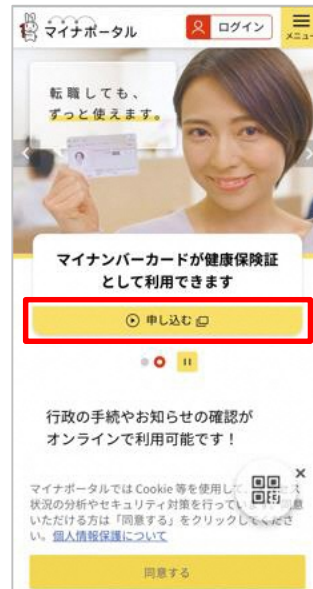 マイナポータル
ログイン
メニュー
転職しても、
ずっと使えます。
マイナンバーカードが健康保険証
として利用できます
申し込む
行政の手続やお知らせの確認が
オンラインで利用可能です！
マイナポータルでは Cookie 等を使用して、
状況の分析やセキュリティ対策を行って
いただける方は「同意する」をクリックしてくださ
い。個人情報保護について
同意する